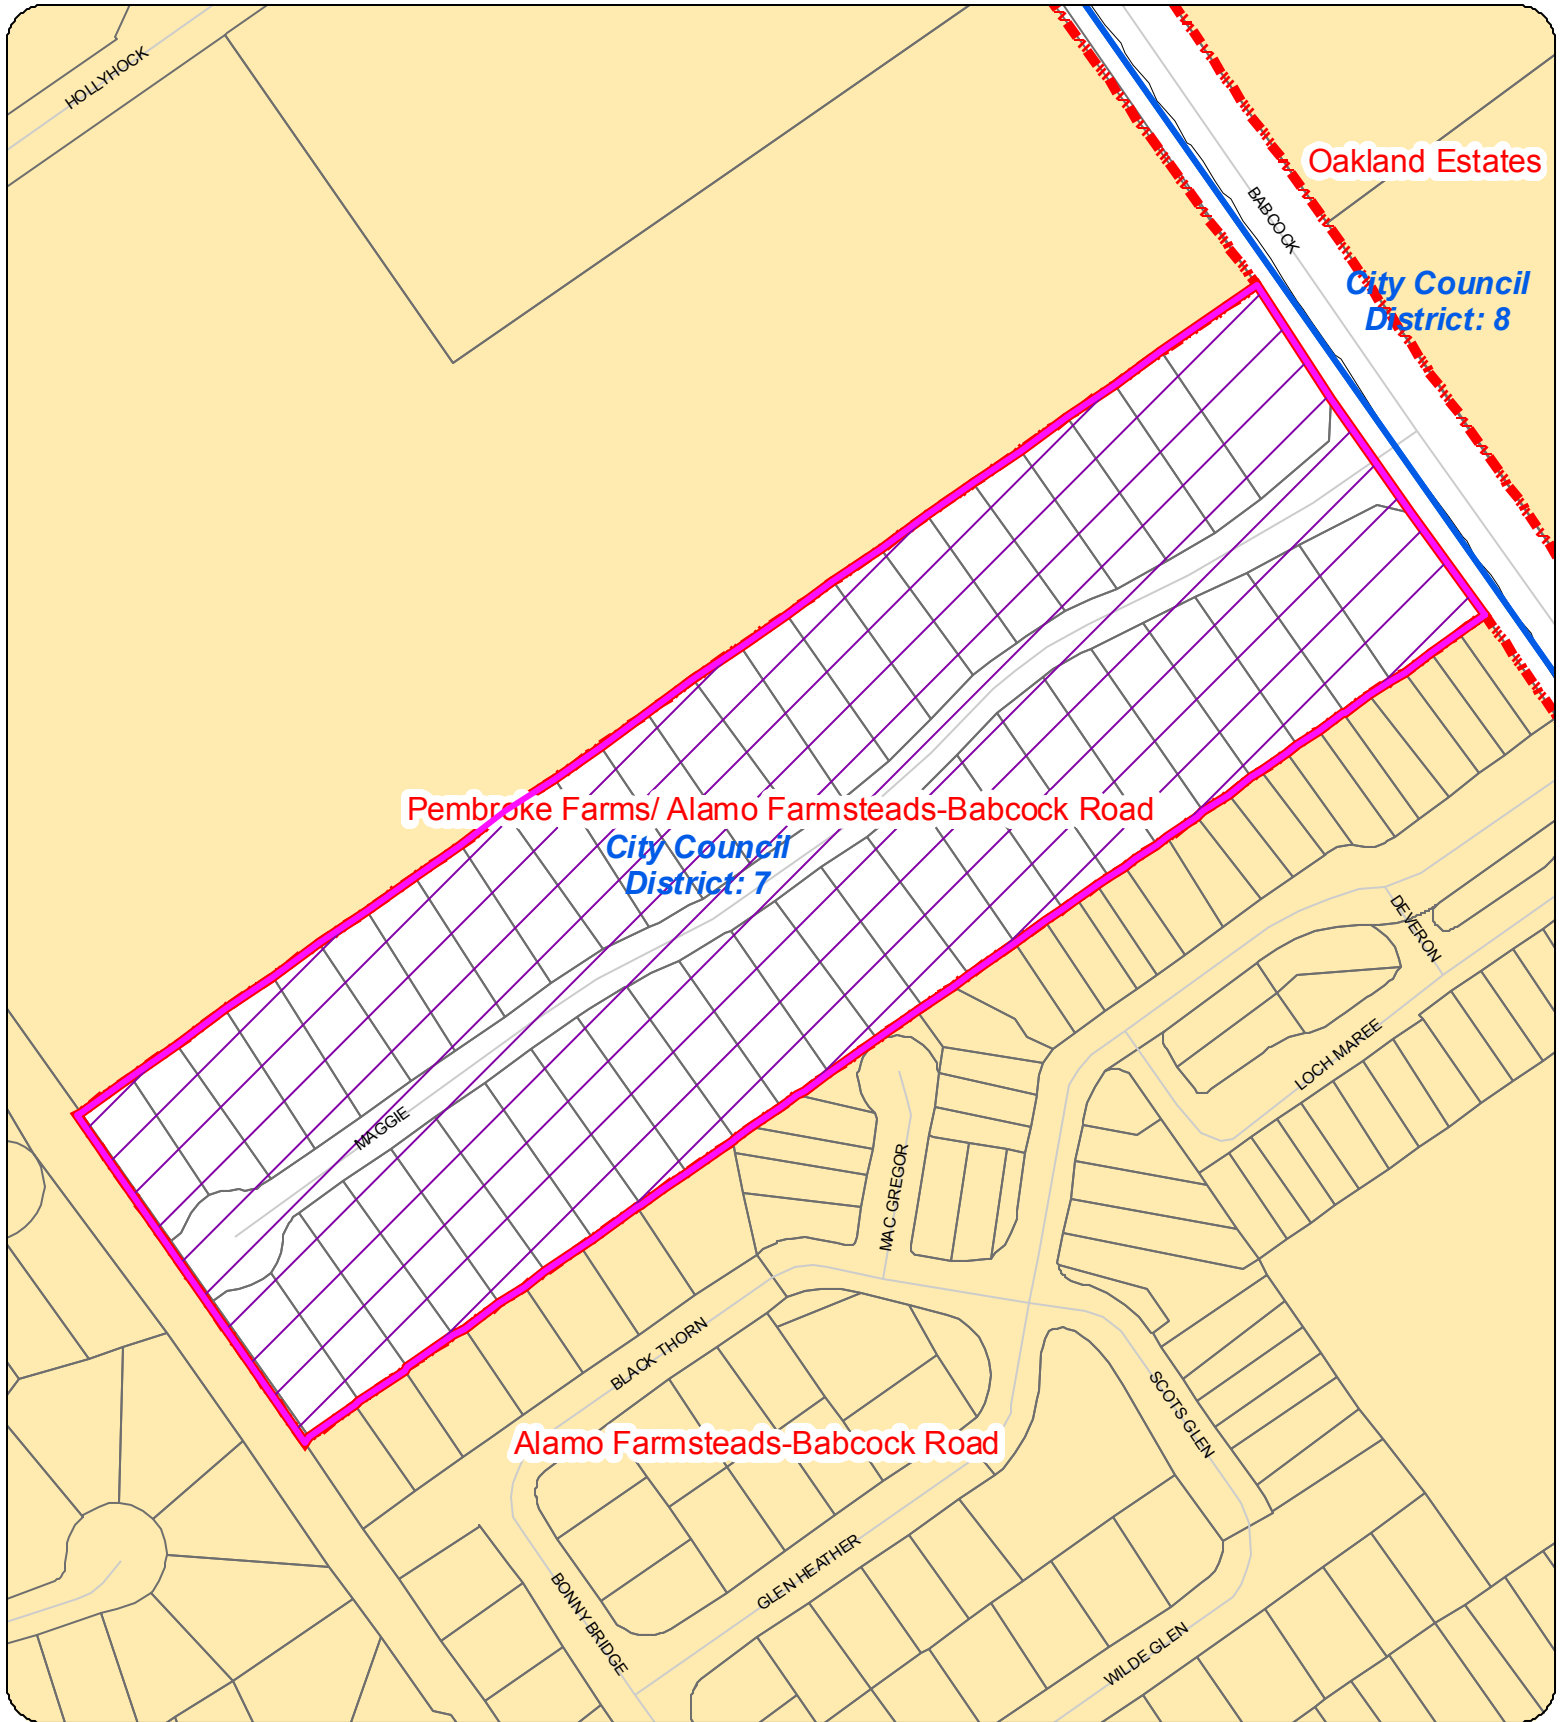 HOLLYHOCK
Oakland Estates
BABCOCK
City Council
District: 8
Pembroke Farms/ Alamo Farmsteads-Babcock Road
City Council
District: 7
DEVERON
LOCH MAREE
MAGGIE
MAC GREGOR
BLACK THORN
SCOTS GLEN
Alamo Farmsteads-Babcock Road
GLEN HEATHER
BONNY BRIDGE
WILDE GLEN